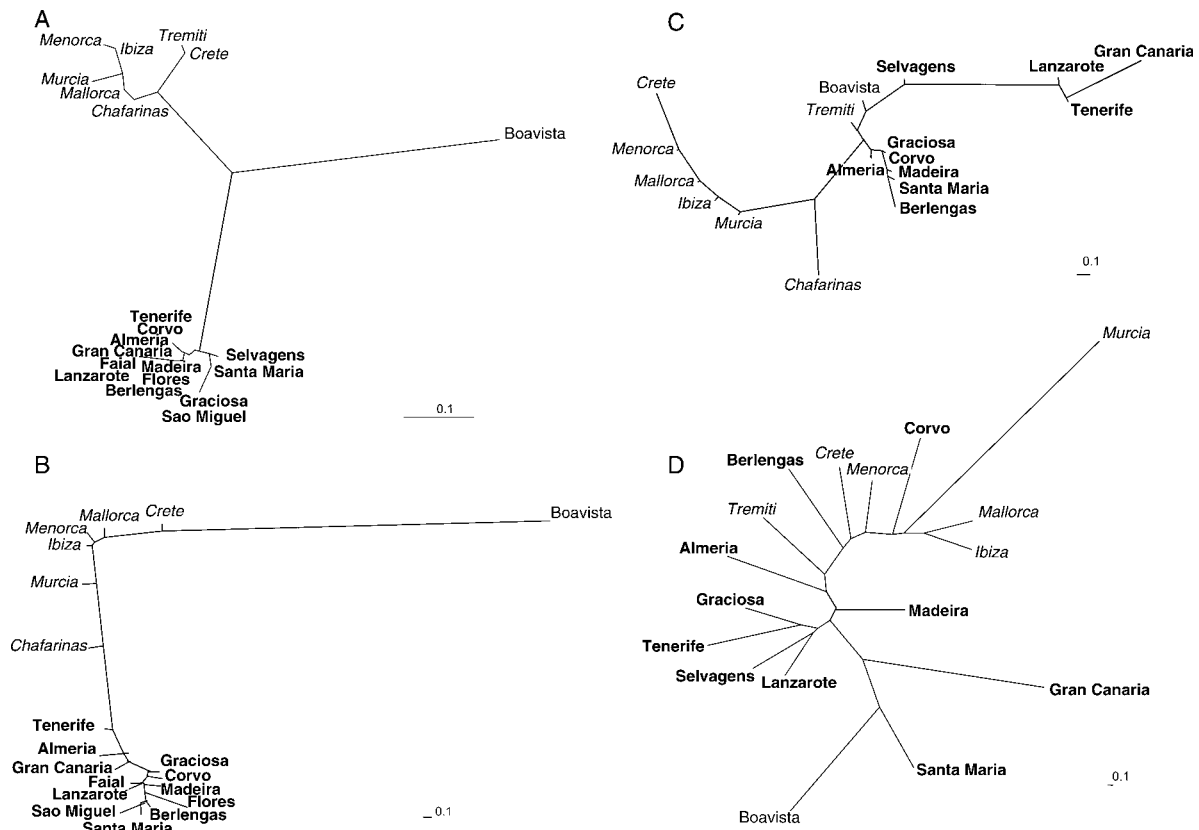 A
Tremiti
Menorca
Ibiza
Crete
Murcia
Mallorca
Chafarinas
Boavista
Tenerife
Corvo
Almeria
Gran Canaria
Selvagens
Faial
Madeira
Santa Maria
Lanzarote
Flores
Berlengas
Graciosa
Sao Miguel
0.1
B
Mallorca
Crete
Boavista
Menorca
Ibiza
Murcia
Chafarinas
Tenerife
Almeria
Graciosa
Gran Canaria
Corvo
Faial
Madeira
Lanzarote
Flores
Sao Miguel
Berlengas
Santa Maria
0.1
C
Gran Canaria
Selvagens
Lanzarote
Crete
Boavista
Tremiti
Tenerife
Graciosa
Menorca
Corvo
Almeria
Madeira
Mallorca
Santa Maria
Ibiza
Berlengas
Murcia
Chafarinas
0.1
D
Murcia
Corvo
Berlengas
Crete
Menorca
Tremiti
Mallorca
Almeria
Ibiza
Graciosa
Madeira
Tenerife
Selvagens
Lanzarote
Gran Canaria
Santa Maria
Boavista
0.1